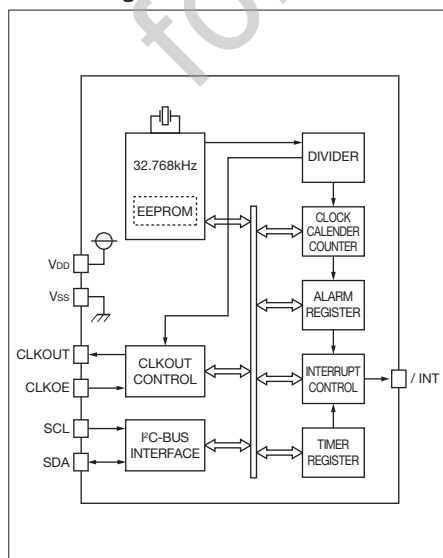 32.768kHz
EEPROM
DIVIDER
CLOCK
CALENDER
COUNTER
VDD
VSS
ALARM
REGISTER
CLKOUT
CLKOE
CLKOUT
CONTROL
INTERRUPT
CONTROL
/ INT
SCL
SDA
I²C-BUS
INTERFACE
TIMER
REGISTER